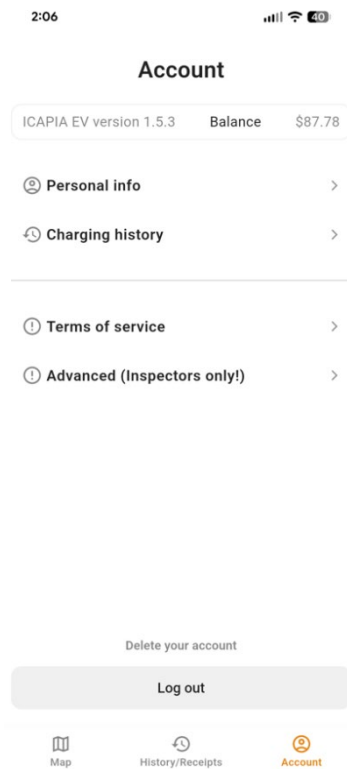 2:06
40
Account
ICAPIA EV version 1.5.3 Balance $87.78
Personal info
Charging history
Terms of service
Advanced (Inspectors only!)
Delete your account
Log out
Map History/Receipts Account